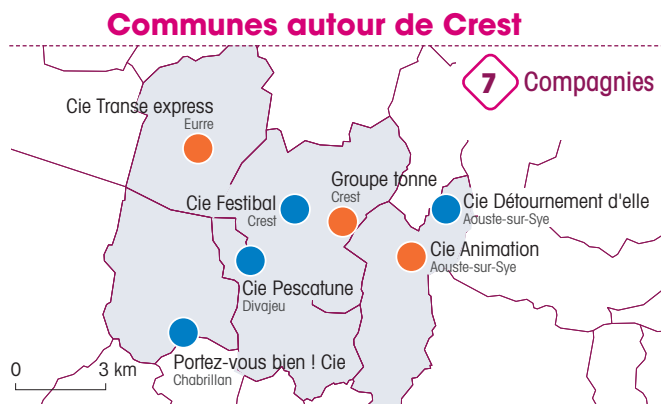 Communes autour de Crest
7 Compagnies
Cie Transe express
Eurre
Groupe tonne
Crest
Cie Festibal
Crest
Cie Détournement d'elle
Aouste-sur-Sye
Cie Animation
Aouste-sur-Sye
Cie Pescatune
Divajeu
Portez-vous bien ! Cie
Chabrillan
0 3 km